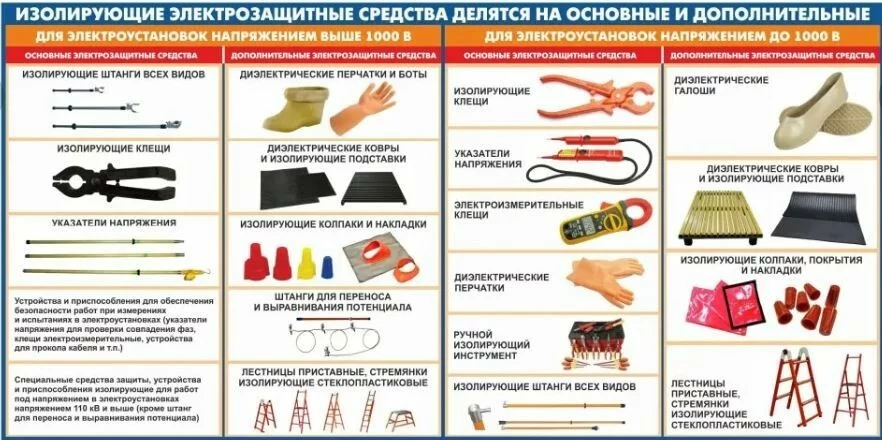 ИЗОЛИРУЮЩИЕ ЭЛЕКТРОЗАЩИТНЫЕ СРЕДСТВА ДЕЛЯТСЯ НА ОСНОВНЫЕ И ДОПОЛНИТЕЛЬНЫЕ
ДЛЯ ЭЛЕКТРОУСТАНОВОК НАПРЯЖЕНИЕМ ВЫШЕ 1000 В
ОСНОВНЫЕ ЭЛЕКТРОЗАЩИТНЫЕ СРЕДСТВА
ИЗОЛИРУЮЩИЕ ШТАНГИ ВСЕХ ВИДОВ
ИЗОЛИРУЮЩИЕ КЛЕЩИ
УКАЗАТЕЛИ НАПРЯЖЕНИЯ
Устройства и приспособления для обеспечения
безопасности работ при измерениях
и испытаниях в электроустановках (указатели
напряжения для проверки совпадения фаз,
клещи электроизмерительные, устройства
для прокола кабеля и т.п.)
Специальные средства защиты, устройства
и приспособления изолирующие для работ
под напряжением в электроустановках
напряжением 110 кВ и выше (кроме штанг
для переноса и выравнивания потенциала)
ДОПОЛНИТЕЛЬНЫЕ ЭЛЕКТРОЗАЩИТНЫЕ СРЕДСТВА
ДИЭЛЕКТРИЧЕСКИЕ ПЕРЧАТКИ И БОТЫ
ДИЭЛЕКТРИЧЕСКИЕ КОВРЫ
И ИЗОЛИРУЮЩИЕ ПОДСТАВКИ
ИЗОЛИРУЮЩИЕ КОЛПАКИ И НАКЛАДКИ
ШТАНГИ ДЛЯ ПЕРЕНОСА
И ВЫРАВНИВАНИЯ ПОТЕНЦИАЛА
ЛЕСТНИЦЫ ПРИСТАВНЫЕ, СТРЕМЯНКИ
ИЗОЛИРУЮЩИЕ СТЕКЛОПЛАСТИКОВЫЕ
ДЛЯ ЭЛЕКТРОУСТАНОВОК НАПРЯЖЕНИЕМ ДО 1000 В
ОСНОВНЫЕ ЭЛЕКТРОЗАЩИТНЫЕ СРЕДСТВА
ИЗОЛИРУЮЩИЕ
КЛЕЩИ
УКАЗАТЕЛИ
НАПРЯЖЕНИЯ
ЭЛЕКТРОИЗМЕРИТЕЛЬНЫЕ
КЛЕЩИ
ДИЭЛЕКТРИЧЕСКИЕ
ПЕРЧАТКИ
РУЧНОЙ
ИЗОЛИРУЮЩИЙ
ИНСТРУМЕНТ
ИЗОЛИРУЮЩИЕ ШТАНГИ ВСЕХ ВИДОВ
ДОПОЛНИТЕЛЬНЫЕ ЭЛЕКТРОЗАЩИТНЫЕ СРЕДСТВА
ДИЭЛЕКТРИЧЕСКИЕ
ГАЛОШИ
ДИЭЛЕКТРИЧЕСКИЕ КОВРЫ
И ИЗОЛИРУЮЩИЕ ПОДСТАВКИ
ИЗОЛИРУЮЩИЕ КОЛПАКИ, ПОКРЫТИЯ
И НАКЛАДКИ
ЛЕСТНИЦЫ
ПРИСТАВНЫЕ,
СТРЕМЯНКИ
ИЗОЛИРУЮЩИЕ
СТЕКЛОПЛАСТИКОВЫЕ